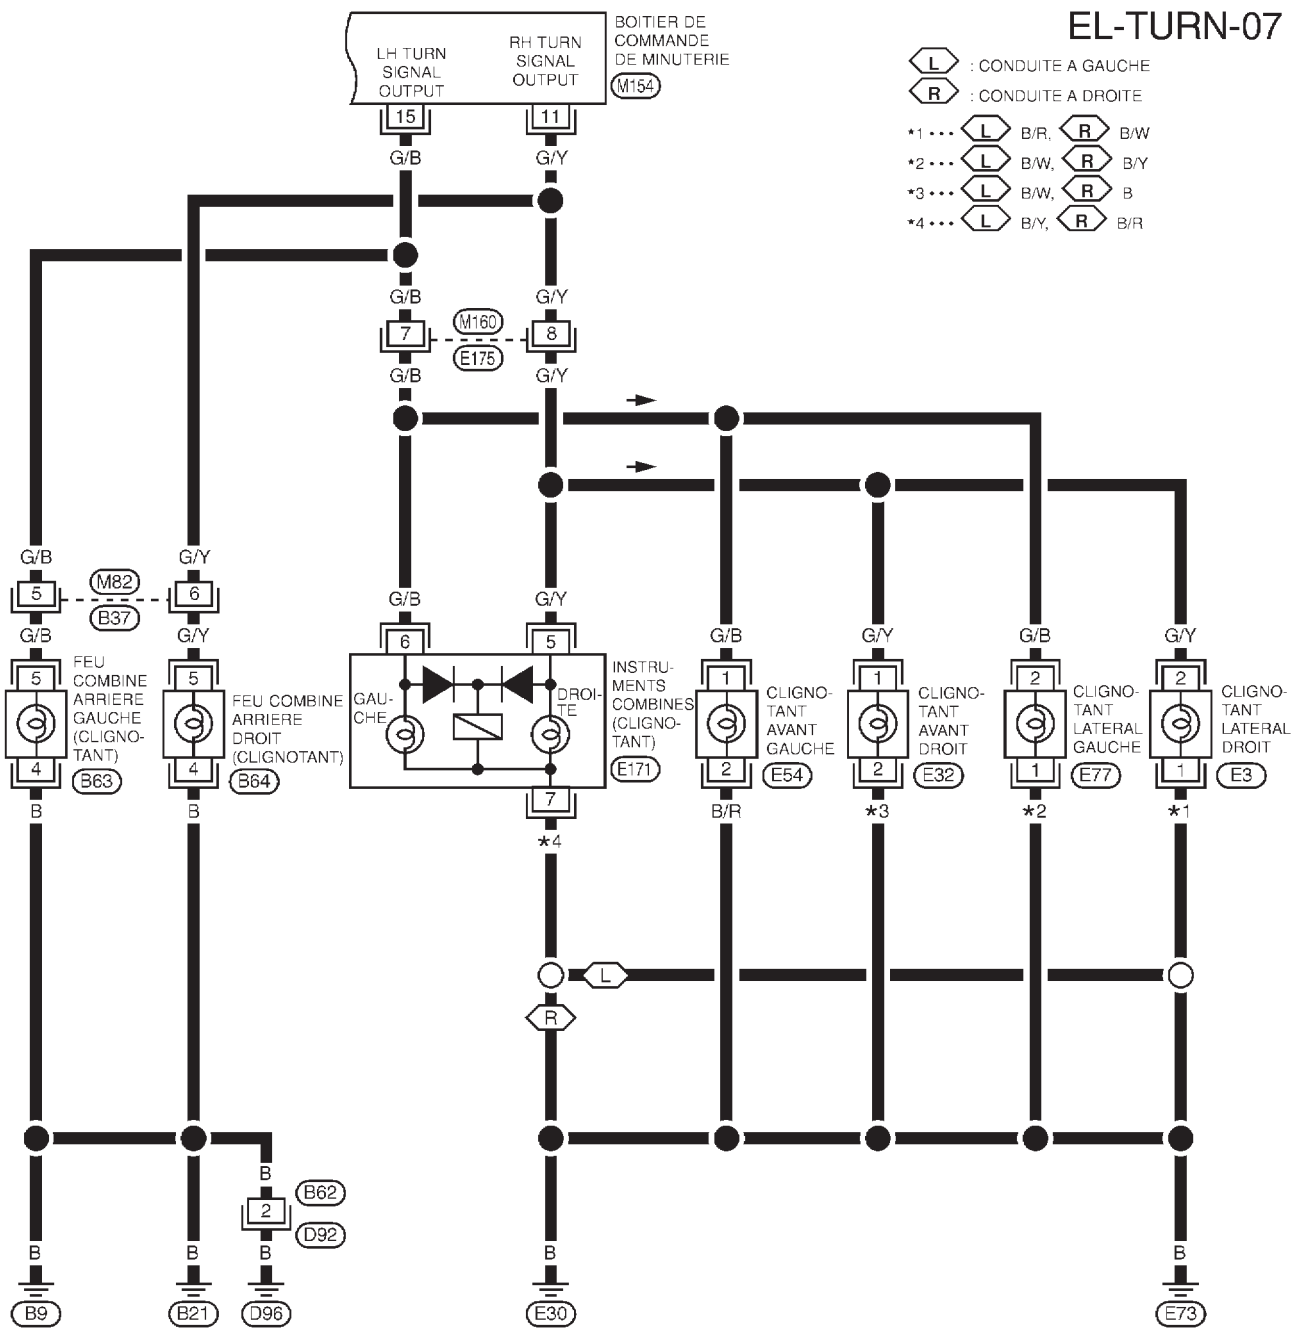 EL-TURN-07
BOITIER DE
COMMANDE
DE MINUTERIE
M154
LH TURN
SIGNAL
OUTPUT
RH TURN
SIGNAL
OUTPUT
L : CONDUITE A GAUCHE
R : CONDUITE A DROITE
★1 ••• L B/R, R B/W
★2 ••• L B/W, R B/Y
★3 ••• L B/W, R B
★4 ••• L B/Y, R B/R
15 11
G/B G/Y
G/B G/Y
7 M160 8
E175
G/B G/Y
G/B G/Y
5 M82 6
B37
G/B G/Y
G/B G/Y
6 5
G/B G/Y G/B G/Y
5 5
1 1 2 2
FEU
COMBINE
ARRIERE
GAUCHE
(CLIGNO-
TANT)
B63
FEU COMBINE
ARRIERE
DROIT
(CLIGNOTANT)
B64
GAU-
CHE
DROI-
TE
INSTRU-
MENTS
COMBINES
(CLIGNO-
TANT)
E171
CLIGNO-
TANT
AVANT
GAUCHE
E54
CLIGNO-
TANT
AVANT
DROIT
E32
CLIGNO-
TANT
LATERAL
GAUCHE
E77
CLIGNO-
TANT
LATERAL
DROIT
E3
4 4 2 2 1 1
7
B B B/R ★3 ★2 ★1
★4
L
R
B
2 B62
D92
B B B B B
B9 B21 D96 E30 E73